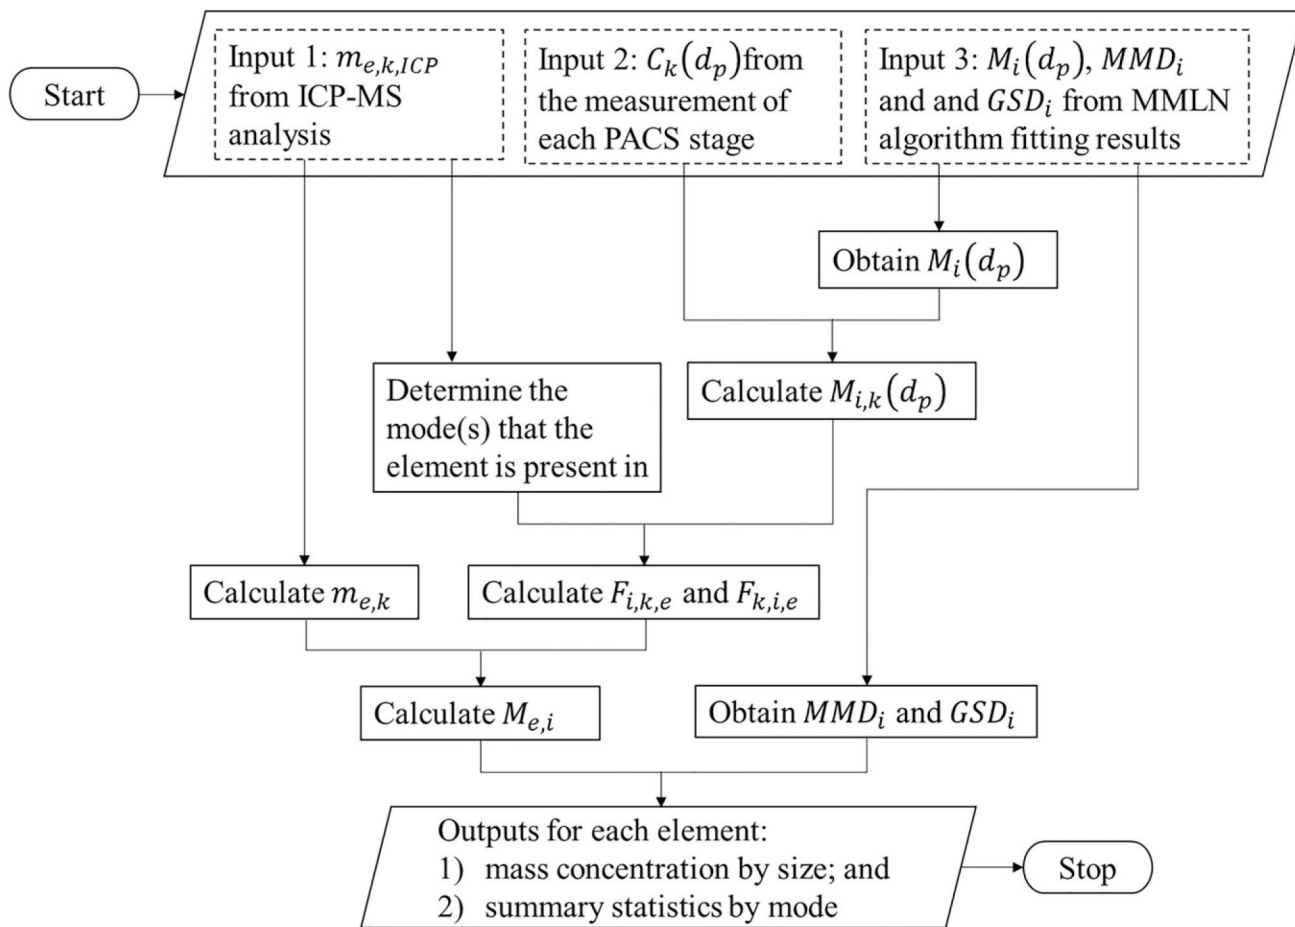 Start
Input 1: m_{e,k,ICP}
from ICP-MS
analysis
Input 2: C_k(d_p)from
the measurement of
each PACS stage
Input 3: M_i(d_p), MMD_i
and and GSD_i from MMLN
algorithm fitting results
Obtain M_i(d_p)
Determine the
mode(s) that the
element is present in
Calculate M_{i,k}(d_p)
Calculate m_{e,k}
Calculate F_{i,k,e} and F_{k,i,e}
Calculate M_{e,i}
Obtain MMD_i and GSD_i
Outputs for each element:
1) mass concentration by size; and
2) summary statistics by mode
Stop